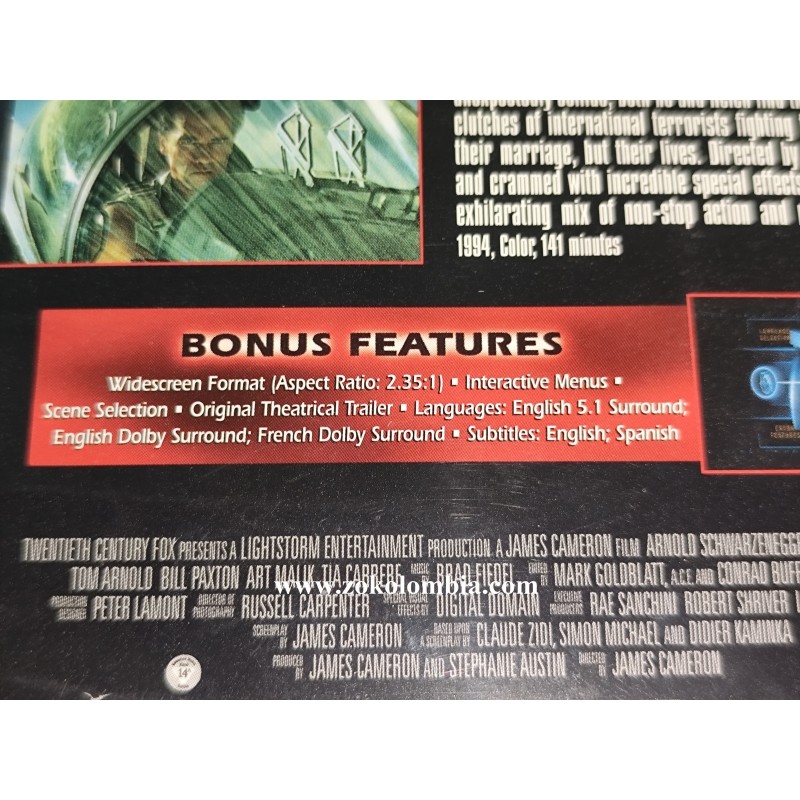 clutches of international terrorists fighting
their marriage, but their lives. Directed by
and crammed with incredible special effects
exhilarating mix of non-stop action and
1994, Color, 141 minutes
BONUS FEATURES
Widescreen Format (Aspect Ratio: 2.35:1) ▪ Interactive Menus ▪
Scene Selection ▪ Original Theatrical Trailer ▪ Languages: English 5.1 Surround;
English Dolby Surround; French Dolby Surround ▪ Subtitles: English; Spanish
TWENTIETH CENTURY FOX PRESENTS A LIGHTSTORM ENTERTAINMENT PRODUCTION A JAMES CAMERON FILM ARNOLD SCHWARZENEGGE
TOM ARNOLD BILL PAXTON ART MALIK TIA CARRERE MUSIC BY BRAD FIEDEL EDITED BY MARK GOLDBLATT, A.C.E. AND CONRAD BUFF
www.zokolombia.com
PRODUCTION DESIGNER PETER LAMONT DIRECTOR OF PHOTOGRAPHY RUSSELL CARPENTER SPECIAL VISUAL EFFECTS BY DIGITAL DOMAIN EXECUTIVE PRODUCERS RAE SANCHINI ROBERT SHRIVER
SCREENPLAY BY JAMES CAMERON BASED UPON A SCREENPLAY BY CLAUDE ZIDI, SIMON MICHAEL AND DIDIER KAMINKA
PRODUCED BY JAMES CAMERON AND STEPHANIE AUSTIN DIRECTED BY JAMES CAMERON
14